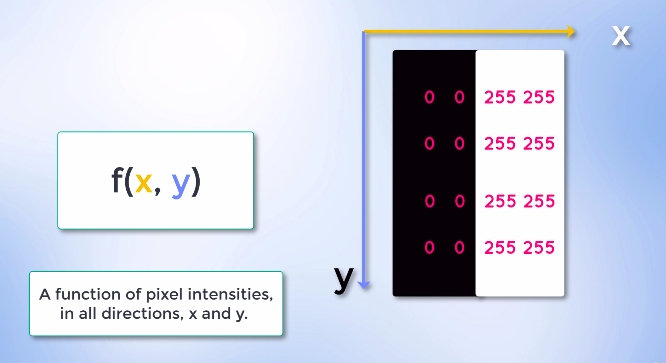 x
0 0 255 255
0 0 255 255
f(x, y)
0 0 255 255
0 0 255 255
y
A function of pixel intensities,
in all directions, x and y.